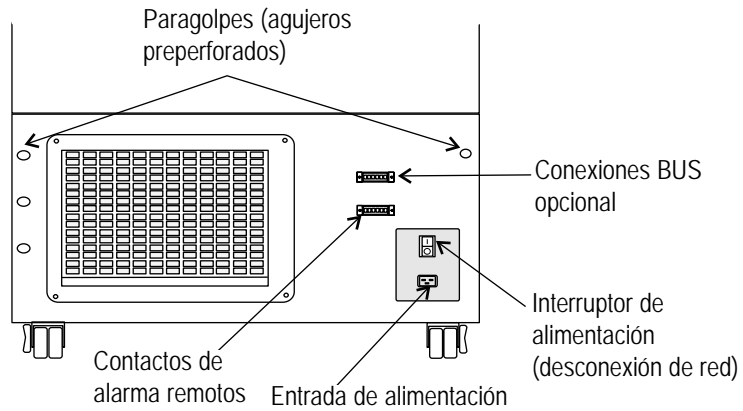 Paragolpes (agujeros
preperforados)
Conexiones BUS
opcional
Interruptor de
alimentación
(desconexión de red)
Contactos de
alarma remotos
Entrada de alimentación